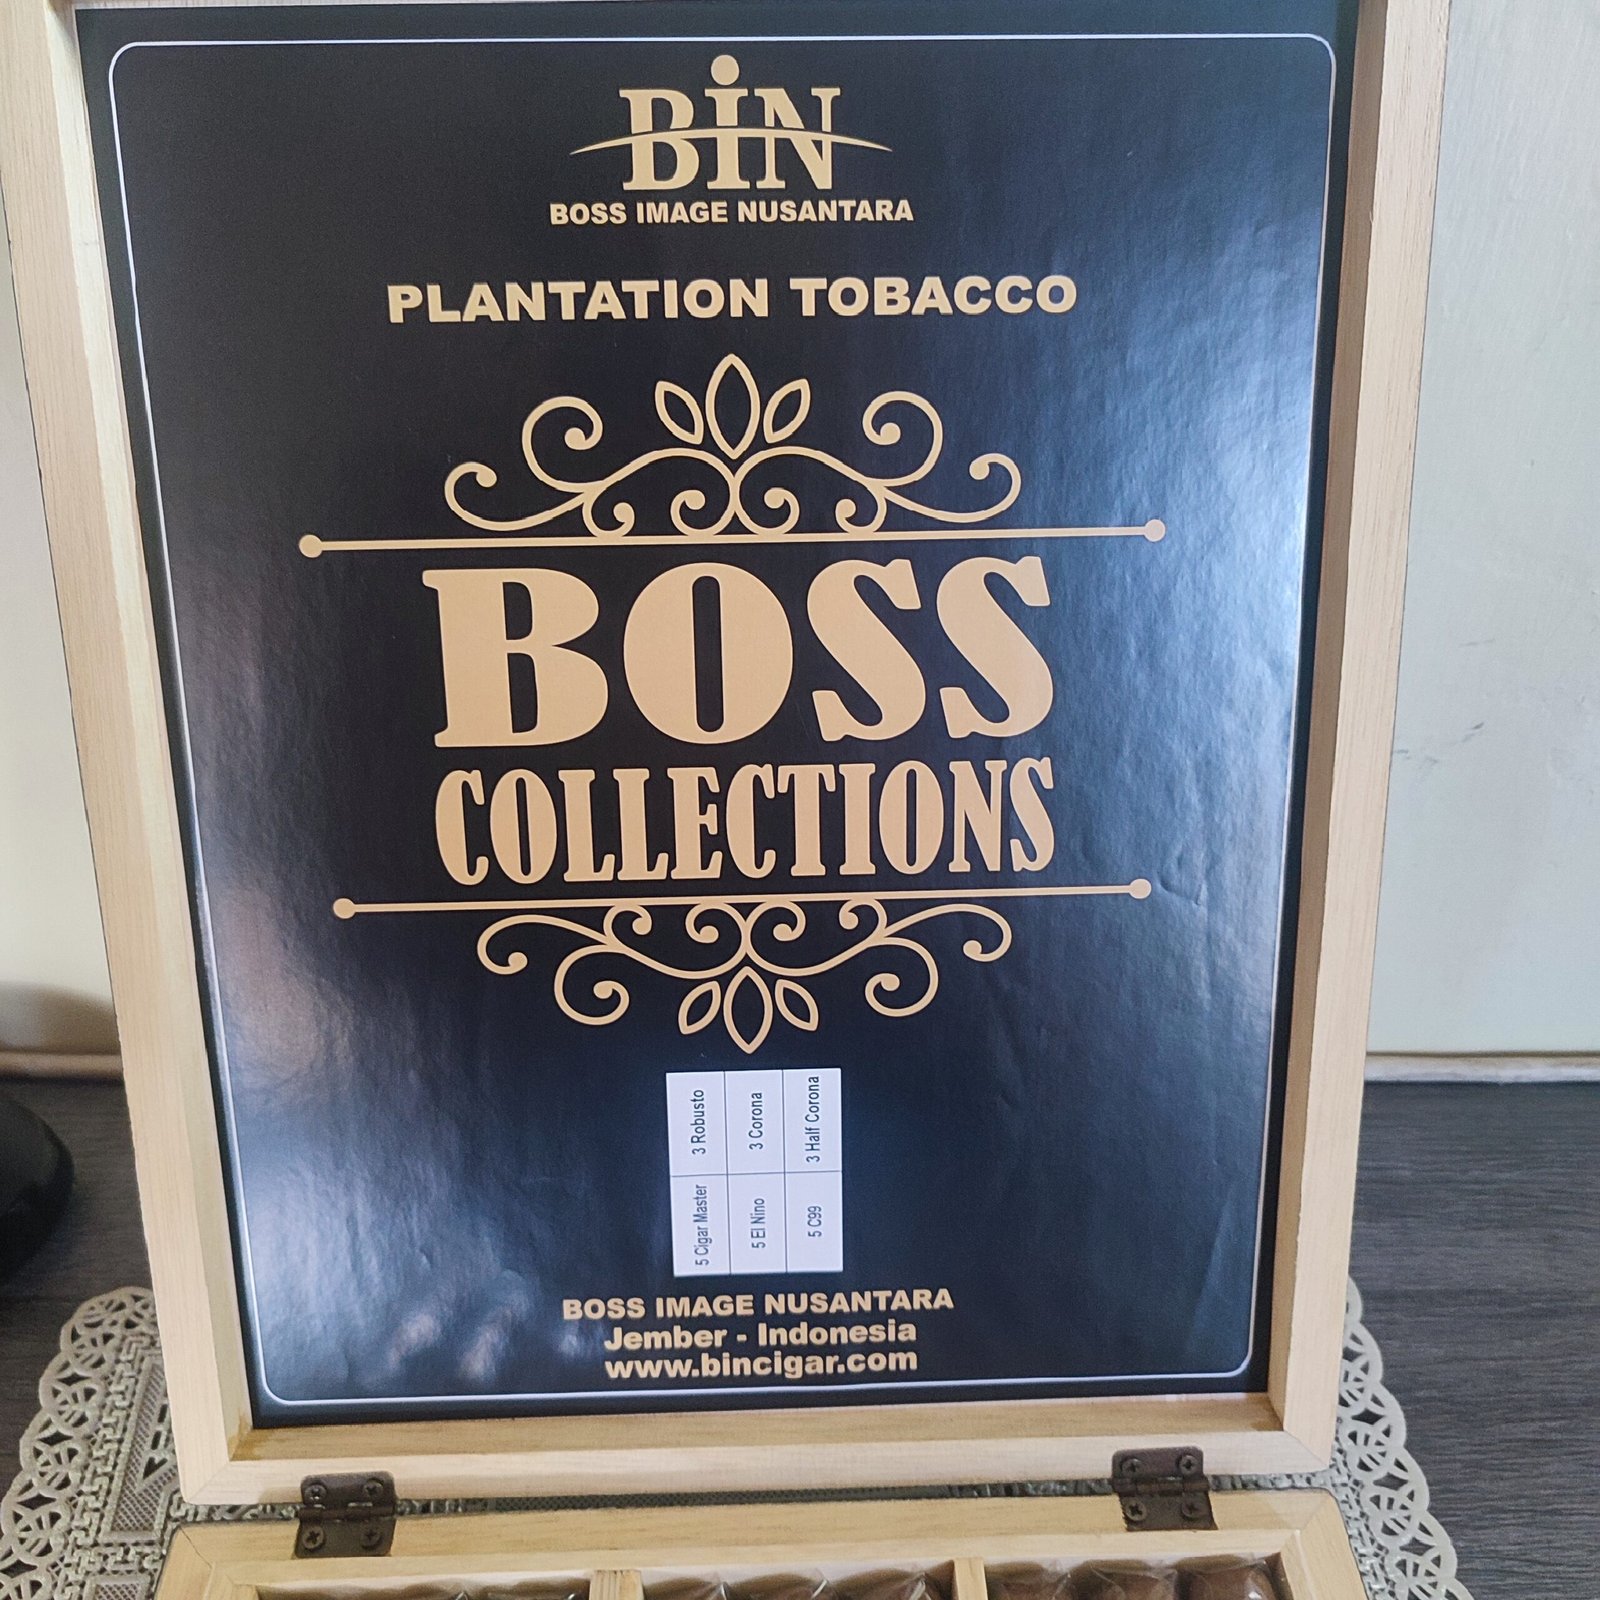 BIN
BOSS IMAGE NUSANTARA
PLANTATION TOBACCO
BOSS
COLLECTIONS
3 Robusto
3 Corona
3 Half Corona
5 Cigar Master
5 El Nino
5 C99
BOSS IMAGE NUSANTARA
Jember - Indonesia
www.bincigar.com